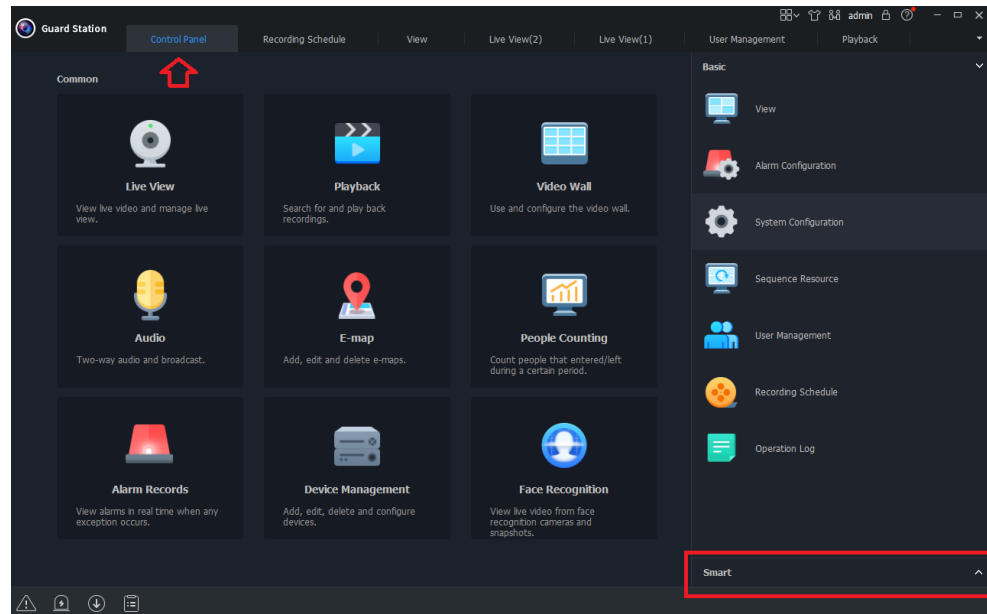 Guard Station
admin
Control Panel
Recording Schedule
View
Live View(2)
Live View(1)
User Management
Playback
Common
Live View
View live video and manage live
view.
Playback
Search for and play back
recordings.
Video Wall
Use and configure the video wall.
Audio
Two-way audio and broadcast.
E-map
Add, edit and delete e-maps.
People Counting
Count people that entered/left
during a certain period.
Alarm Records
View alarms in real time when any
exception occurs.
Device Management
Add, edit, delete and configure
devices.
Face Recognition
View live video from face
recognition cameras and
snapshots.
Basic
View
Alarm Configuration
System Configuration
Sequence Resource
User Management
Recording Schedule
Operation Log
Smart